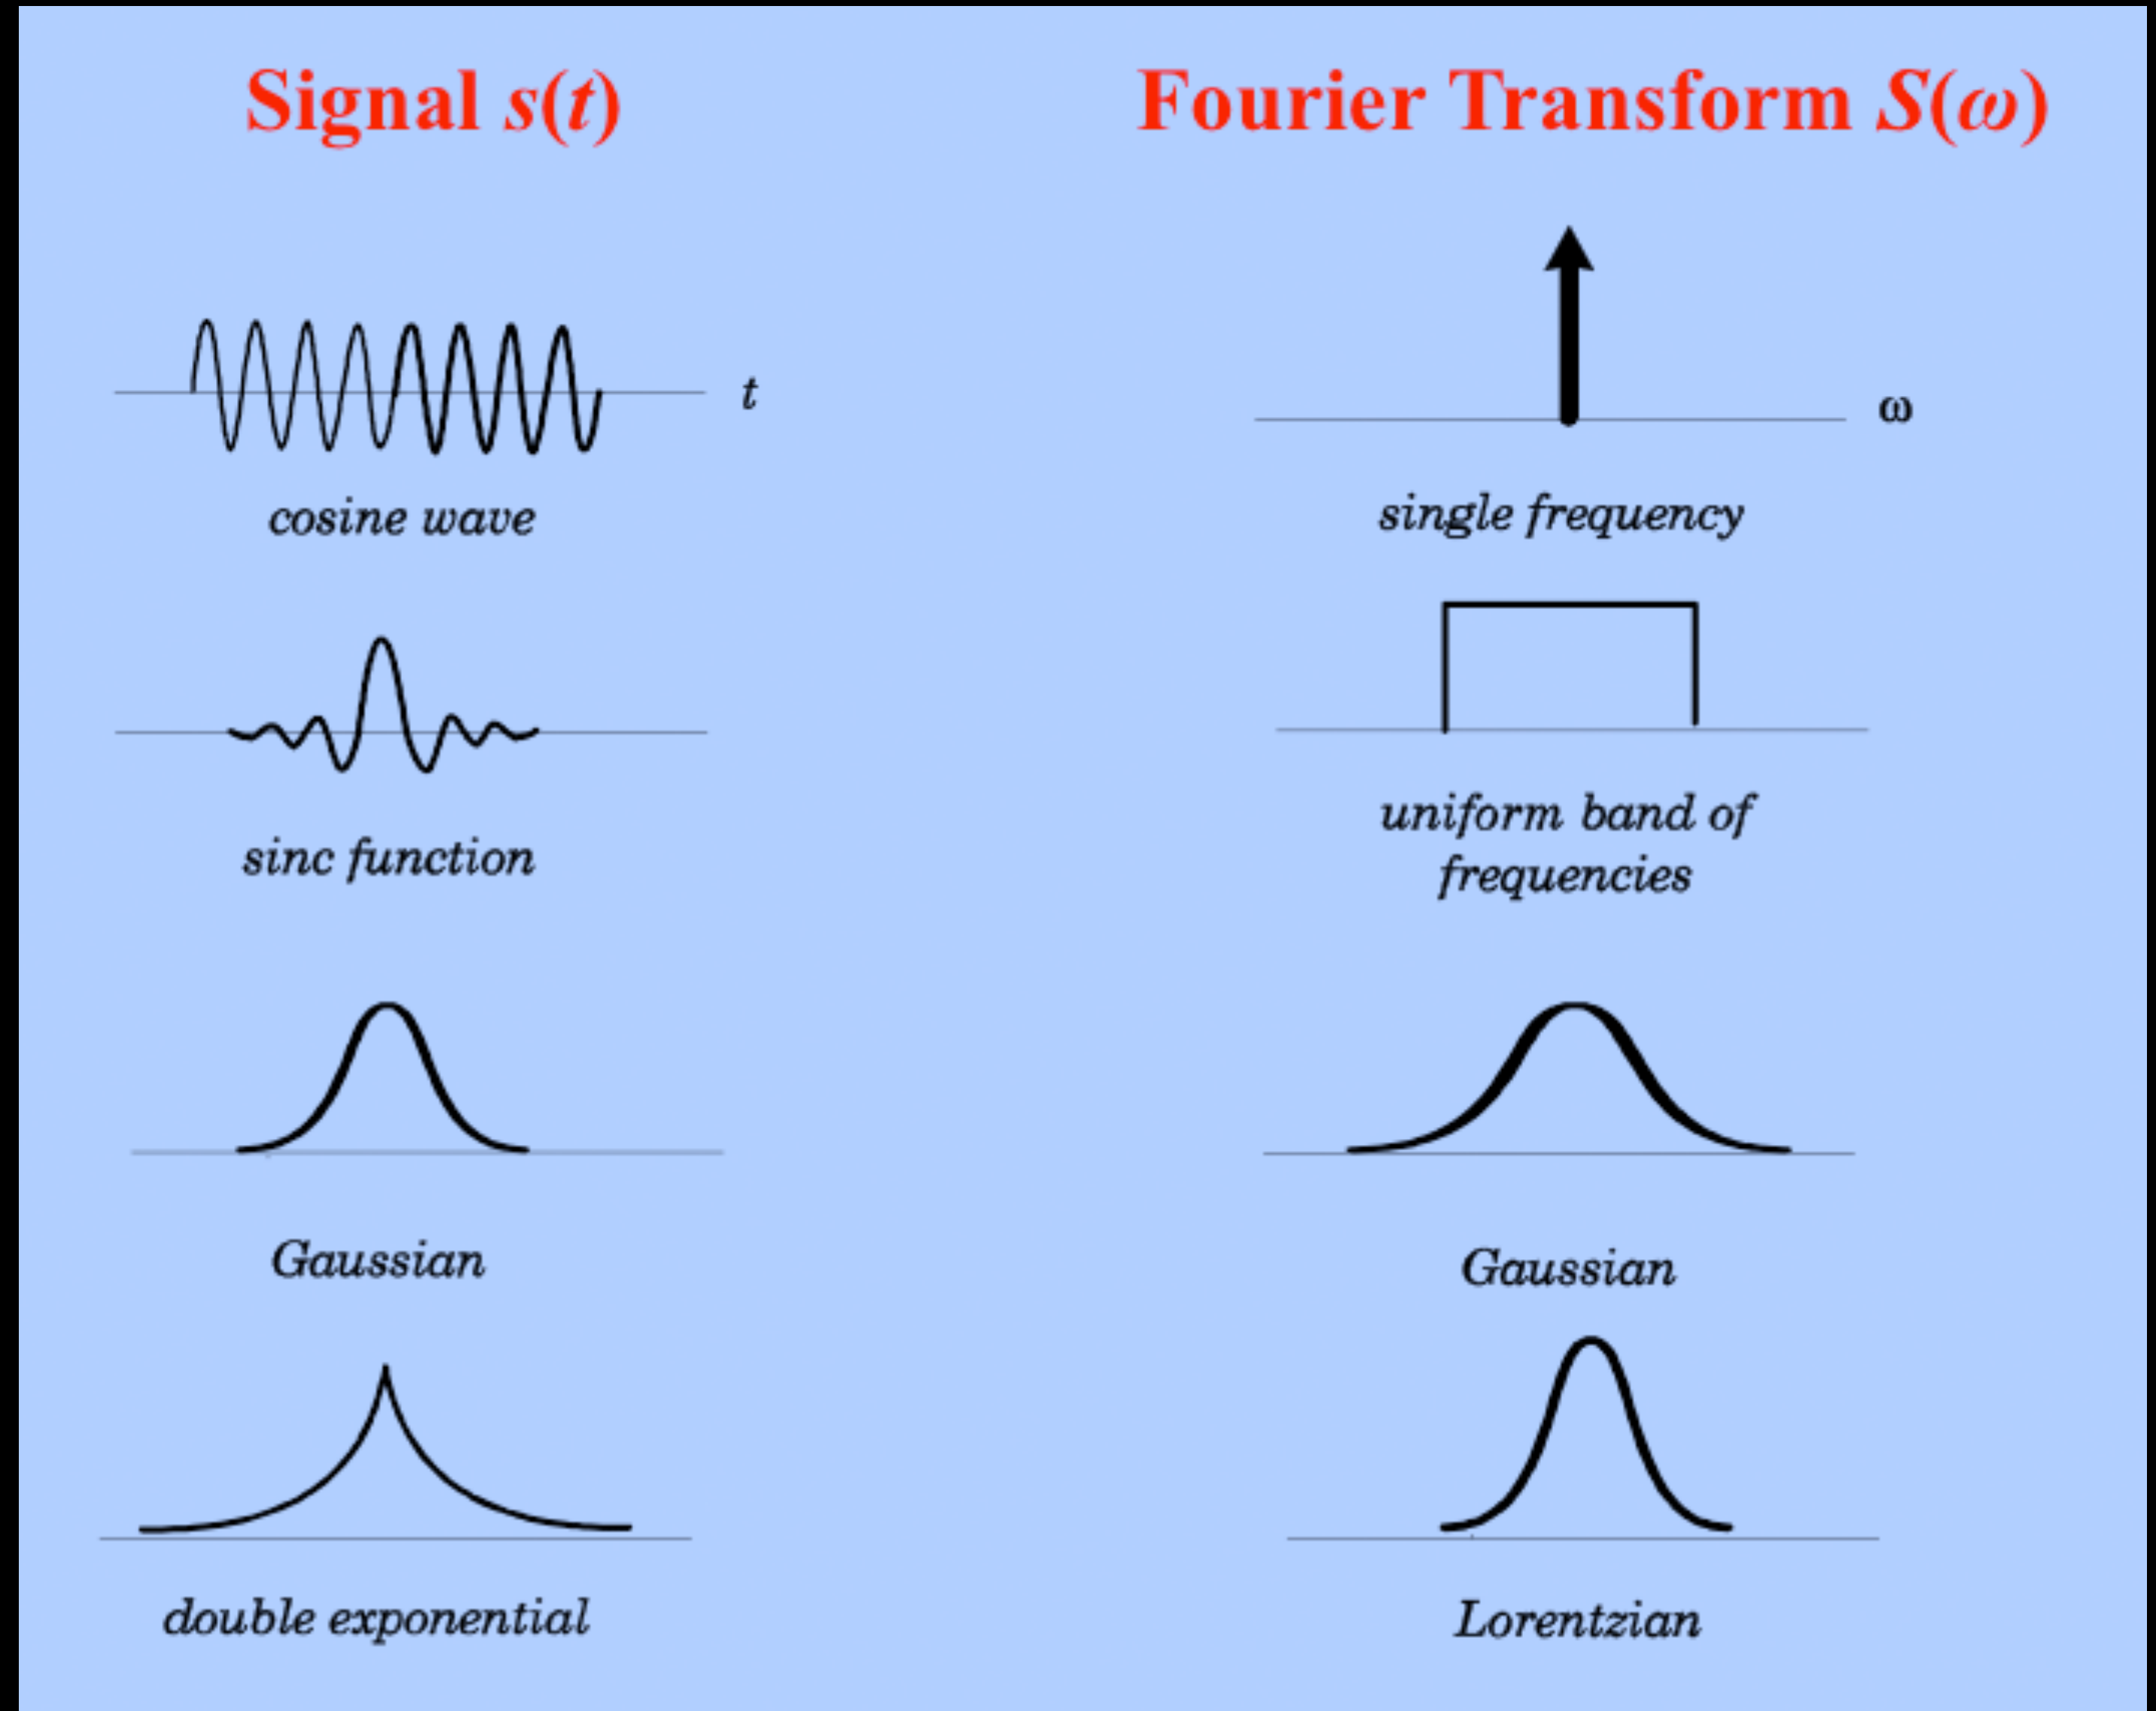 Signal s(t)
Fourier Transform S(ω)
t
ω
cosine wave
single frequency
sinc function
uniform band of
frequencies
Gaussian
Gaussian
double exponential
Lorentzian